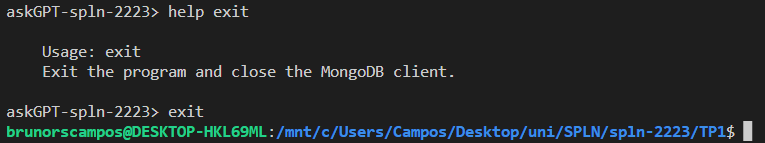 askGPT-spln-2223> help exit
Usage: exit
Exit the program and close the MongoDB client.
askGPT-spln-2223> exit
brunorscampos@DESKTOP-HKL69ML:/mnt/c/Users/Campos/Desktop/uni/SPLN/spln-2223/TP1$